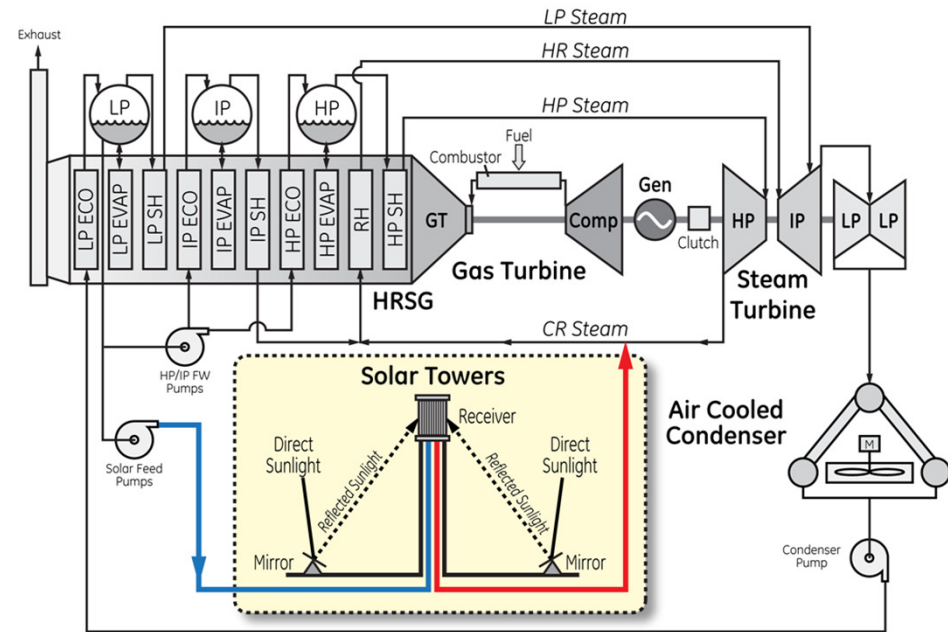 LP Steam
Exhaust
HR Steam
LP
IP
HP
HP Steam
Fuel
Combustor
LP ECO
LP EVAP
LP SH
IP ECO
IP EVAP
IP SH
HP ECO
HP EVAP
RH
HP SH
GT
Comp
Gen
Clutch
HP
IP
LP
LP
Gas Turbine
HRSG
Steam
Turbine
CR Steam
HP/IP FW
Pumps
Solar Towers
Receiver
Air Cooled
Condenser
Direct
Sunlight
Reflected Sunlight
Reflected Sunlight
Direct
Sunlight
M
Solar Feed
Pumps
Mirror
Mirror
Condenser
Pump